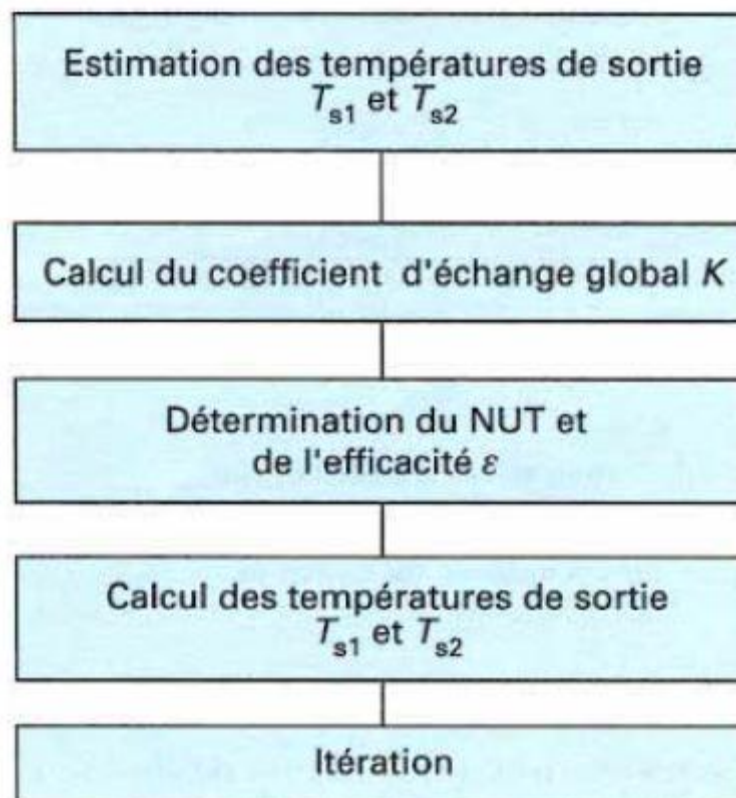 Estimation des températures de sortie
Ts1 et Ts2
Calcul du coefficient d'échange global K
Détermination du NUT et
de l'efficacité ε
Calcul des températures de sortie
Ts1 et Ts2
Itération